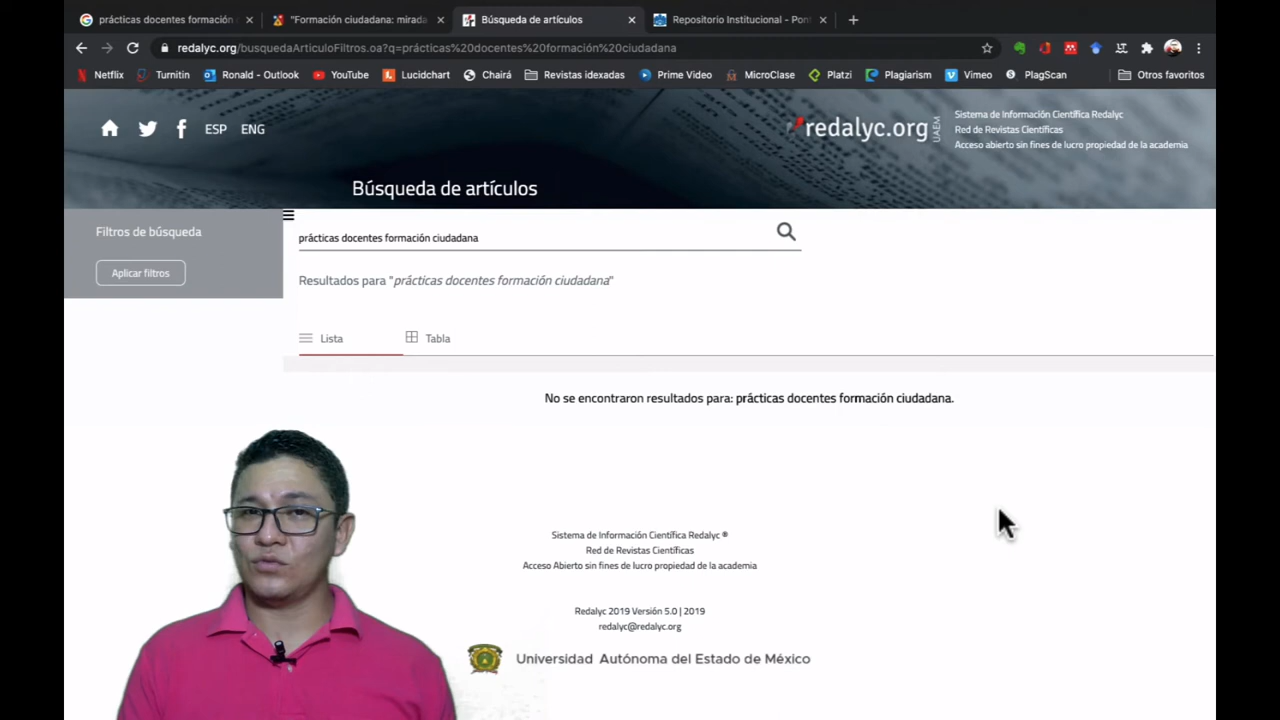 prácticas docentes formación
"Formación ciudadana: mirada
Búsqueda de artículos
Repositorio Institucional - Pont
redalyc.org/busquedaArticuloFiltros.oa?q=prácticas%20docentes%20formación%20ciudadana
Netflix
Turnitin
Ronald - Outlook
YouTube
Lucidchart
Chairá
Revistas idexadas
Prime Video
MicroClase
Platzi
Plagiarism
Vimeo
PlagScan
Otros favoritos
ESP
ENG
redalyc.org
UAEM
Sistema de Información Científica Redalyc
Red de Revistas Científicas
Acceso abierto sin fines de lucro propiedad de la academia
Búsqueda de artículos
Filtros de búsqueda
Aplicar filtros
prácticas docentes formación ciudadana
Resultados para "prácticas docentes formación ciudadana"
Lista
Tabla
No se encontraron resultados para: prácticas docentes formación ciudadana.
Sistema de Información Científica Redalyc ®
Red de Revistas Científicas
Acceso Abierto sin fines de lucro propiedad de la academia
Redalyc 2019 Versión 5.0 | 2019
redalyc@redalyc.org
Universidad Autónoma del Estado de México